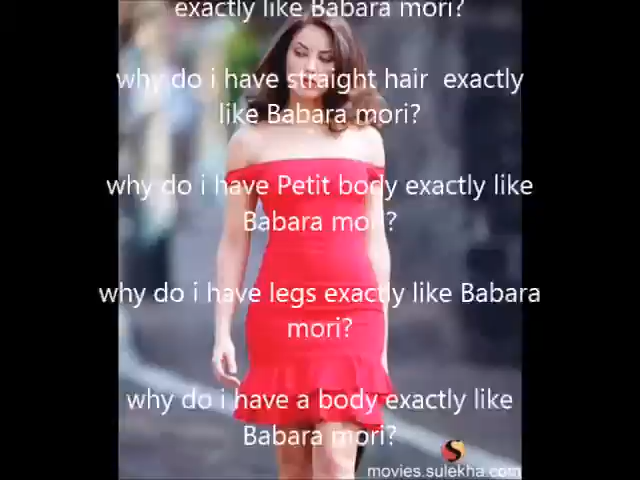 exactly like Babara mori?
why do i have straight hair exactly
like Babara mori?
why do i have Petit body exactly like
Babara mori?
why do i have legs exactly like Babara
mori?
why do i have a body exactly like
Babara mori?
movies.sulekha.com